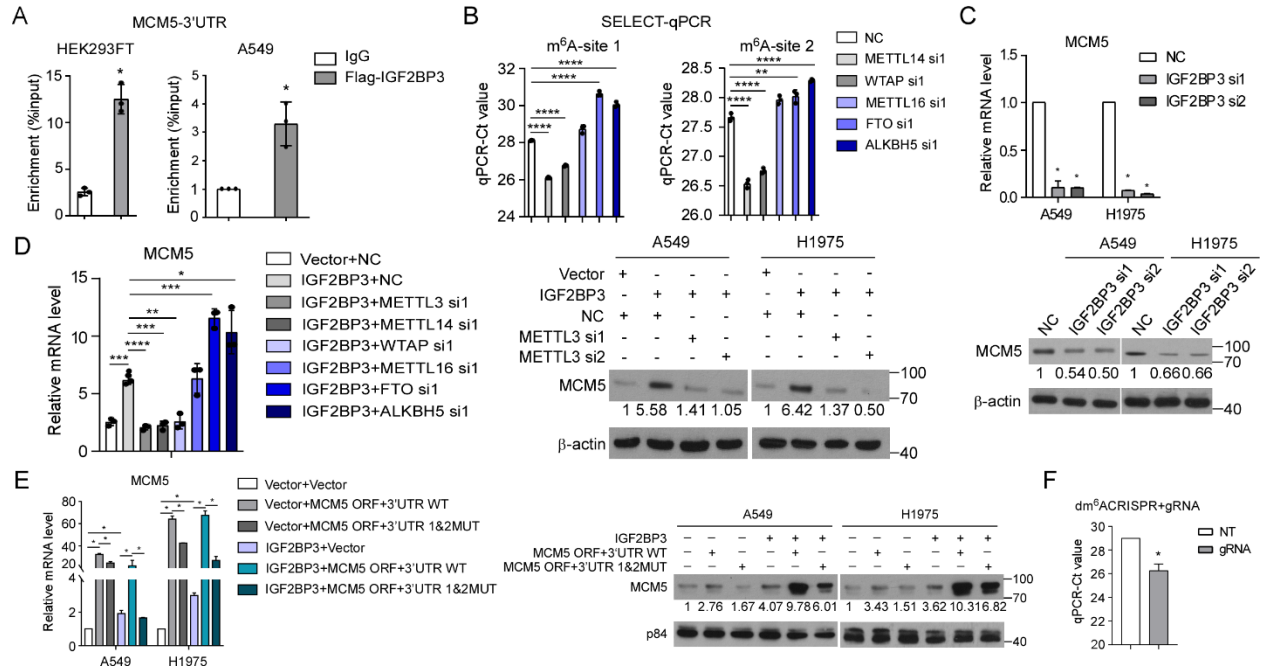 A
MCM5-3'UTR
HEK293FT
A549
IgG
Flag-IGF2BP3
Enrichment (%input)
15
10
5
0
*
Enrichment (%input)
5
4
3
2
1
0
*
B
SELECT-qPCR
m⁶A-site 1
m⁶A-site 2
qPCR-Ct value
32
30
28
26
24
****
****
****
****
qPCR-Ct value
28.5
28.0
27.5
27.0
26.5
26.0
****
**
****
****
NC
METTL14 si1
WTAP si1
METTL16 si1
FTO si1
ALKBH5 si1
C
MCM5
Relative mRNA level
1.5
1.0
0.5
0.0
* * * *
A549 H1975
NC
IGF2BP3 si1
IGF2BP3 si2
A549 H1975
NC IGF2BP3 si1 IGF2BP3 si2 NC IGF2BP3 si1 IGF2BP3 si2
MCM5
100
70
1 0.54 0.50 1 0.66 0.66
β-actin
40
D
MCM5
Relative mRNA level
15
10
5
0
*
***
**
***
****
***
Vector+NC
IGF2BP3+NC
IGF2BP3+METTL3 si1
IGF2BP3+METTL14 si1
IGF2BP3+WTAP si1
IGF2BP3+METTL16 si1
IGF2BP3+FTO si1
IGF2BP3+ALKBH5 si1
A549 H1975
Vector + - - - + - - -
IGF2BP3 - + + + - + + +
NC + + - - + + - -
METTL3 si1 - - + - - - + -
METTL3 si2 - - - + - - - +
MCM5
100
70
1 5.58 1.41 1.05 1 6.42 1.37 0.50
β-actin
40
E
MCM5
Relative mRNA level
80
60
40
20
4
2
0
* * * * * * * *
A549 H1975
Vector+Vector
Vector+MCM5 ORF+3'UTR WT
Vector+MCM5 ORF+3'UTR 1&2MUT
IGF2BP3+Vector
IGF2BP3+MCM5 ORF+3'UTR WT
IGF2BP3+MCM5 ORF+3'UTR 1&2MUT
A549 H1975
IGF2BP3 - - - + + + - - - + + +
MCM5 ORF+3'UTR WT - + - - + - - + - - + -
MCM5 ORF+3'UTR 1&2MUT - - + - - + - - + - - +
MCM5
100
70
1 2.76 1.67 4.07 9.78 6.01 1 3.43 1.51 3.62 10.31 6.82
p84
40
F
dm⁶ACRISPR+gRNA
qPCR-Ct value
30
28
26
24
22
20
*
NT
gRNA